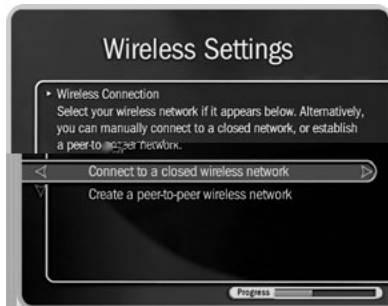 Wireless Settings
Wireless Connection
Select your wireless network if it appears below. Alternatively,
you can manually connect to a closed network, or establish
a peer-to network.
Connect to a closed wireless network
Create a peer-to-peer wireless network
Progress